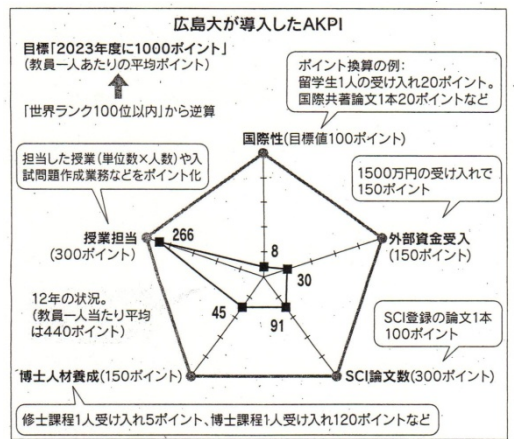 広島大が導入したAKPI
目標「2023年度に1000ポイント」
(教員一人あたりの平均ポイント)
「世界ランク100位以内」から逆算
ポイント換算の例:
留学生1人の受け入れ20ポイント。
国際共著論文1本20ポイントなど
国際性(目標値100ポイント)
担当した授業(単位数×人数)や入
試問題作成業務などをポイント化
1500万円の受け入れで
150ポイント
授業担当
(300ポイント)
266
8
30
外部資金受入
(150ポイント)
12年の状況。
(教員一人当たり平均
は440ポイント)
45
91
SCI登録の論文1本
100ポイント
博士人材養成(150ポイント)
SCI論文数(300ポイント)
修士課程1人受け入れ5ポイント、博士課程1人受け入れ120ポイントなど